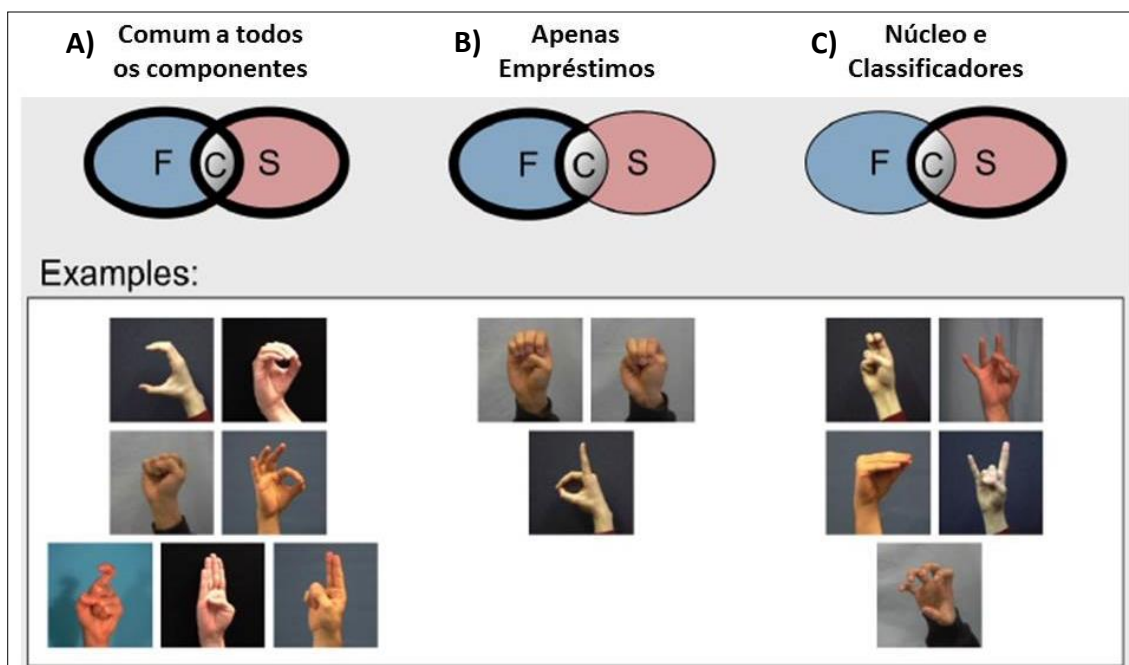 A) Comum a todos
os componentes
B) Apenas
Empréstimos
C) Núcleo e
Classificadores
F C S
F C S
F C S
Examples: